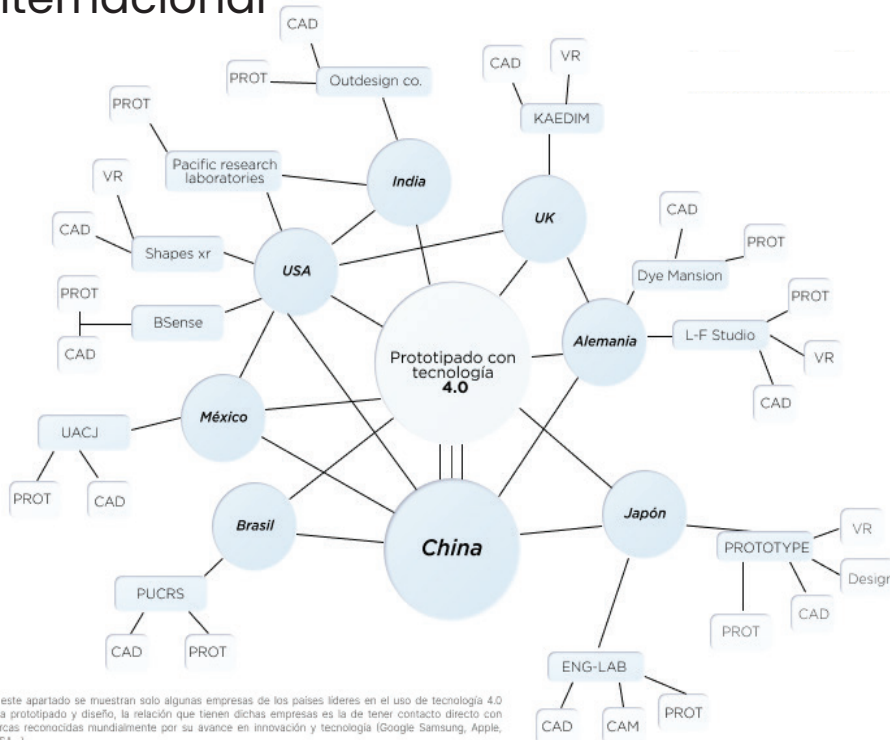 nternacional
CAD
CAD
VR
PROT
Outdesign co.
PROT
KAEDIM
Pacific research
laboratories
India
VR
CAD
UK
CAD
PROT
Shapes xr
USA
Dye Mansion
PROT
PROT
BSense
L-F Studio
Alemania
VR
CAD
Prototipado con
tecnología
4.0
CAD
México
UACJ
PROT
CAD
Japón
Brasil
VR
China
PROTOTYPE
Design
PUCRS
CAD
PROT
CAD
PROT
ENG-LAB
este apartado se muestran solo algunas empresas de los países líderes en el uso de tecnología 4.0
a prototipado y diseño, la relación que tienen dichas empresas es la de tener contacto directo con
rcas reconocidas mundialmente por su avance en innovación y tecnología (Google Samsung, Apple,
PROT
CAD
CAM